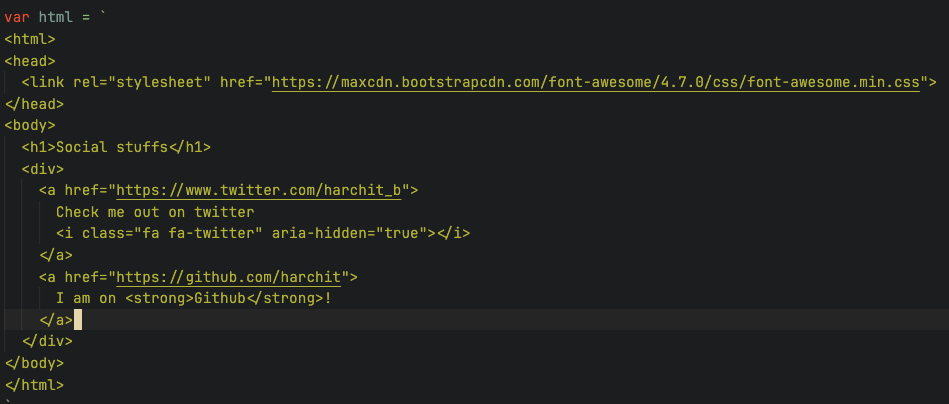 var html = `
<html>
<head>
  <link rel="stylesheet" href="https://maxcdn.bootstrapcdn.com/font-awesome/4.7.0/css/font-awesome.min.css">
</head>
<body>
  <h1>Social stuffs</h1>
  <div>
    <a href="https://www.twitter.com/harchit_b">
      Check me out on twitter
      <i class="fa fa-twitter" aria-hidden="true"></i>
    </a>
    <a href="https://github.com/harchit">
      I am on <strong>Github</strong>!
    </a>
  </div>
</body>
</html>
`